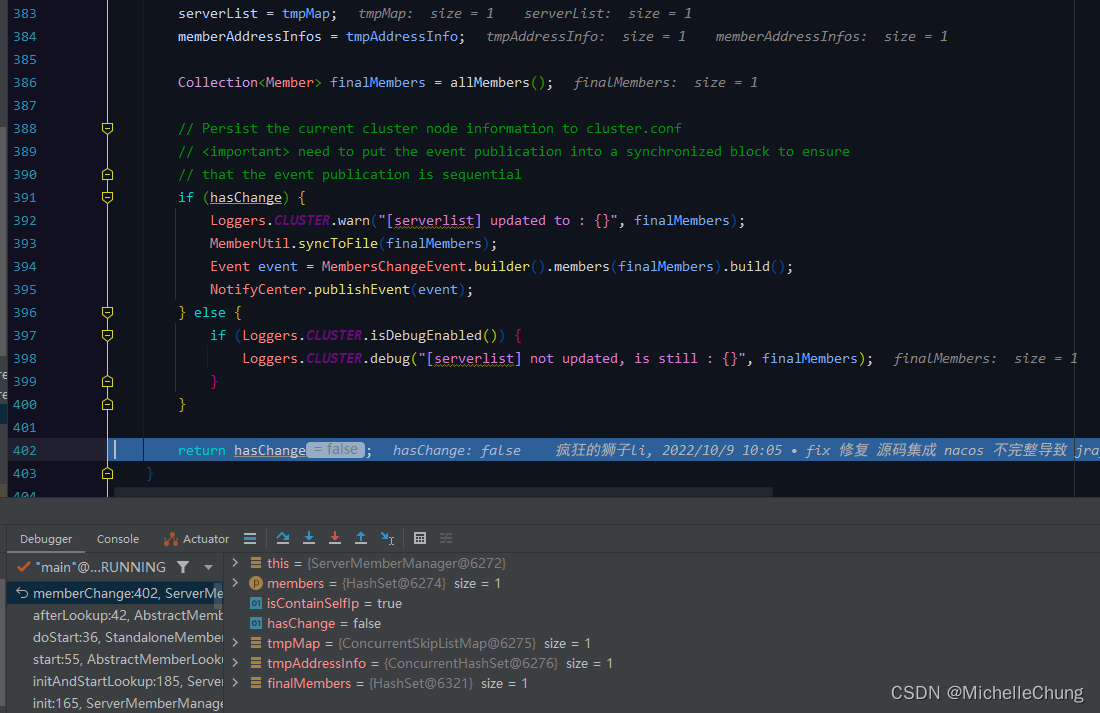 383 serverList = tmpMap; tmpMap: size = 1 serverList: size = 1
384 memberAddressInfos = tmpAddressInfo; tmpAddressInfo: size = 1 memberAddressInfos: size = 1
385
386 Collection<Member> finalMembers = allMembers(); finalMembers: size = 1
387
388 // Persist the current cluster node information to cluster.conf
389 // <important> need to put the event publication into a synchronized block to ensure
390 // that the event publication is sequential
391 if (hasChange) {
392 Loggers.CLUSTER.warn("[serverlist] updated to : {}", finalMembers);
393 MemberUtil.syncToFile(finalMembers);
394 Event event = MembersChangeEvent.builder().members(finalMembers).build();
395 NotifyCenter.publishEvent(event);
396 } else {
397 if (Loggers.CLUSTER.isDebugEnabled()) {
398 Loggers.CLUSTER.debug("[serverlist] not updated, is still : {}", finalMembers); finalMembers: size = 1
399 }
400 }
401
402 return hasChange = false ; hasChange: false 疯狂的狮子li, 2022/10/9 10:05 • fix 修复 源码集成 nacos 不完整导致 jra
403 }
404
Debugger Console Actuator
"main"@...RUNNING
memberChange:402, ServerMe
afterLookup:42, AbstractMemb
doStart:36, StandaloneMember
start:55, AbstractMemberLook
initAndStartLookup:185, Server
init:165, ServerMemberManage
this = {ServerMemberManager@6272}
members = {HashSet@6274} size = 1
isContainSelfIp = true
hasChange = false
tmpMap = {ConcurrentSkipListMap@6275} size = 1
tmpAddressInfo = {ConcurrentHashSet@6276} size = 1
finalMembers = {HashSet@6321} size = 1
CSDN @MichelleChung